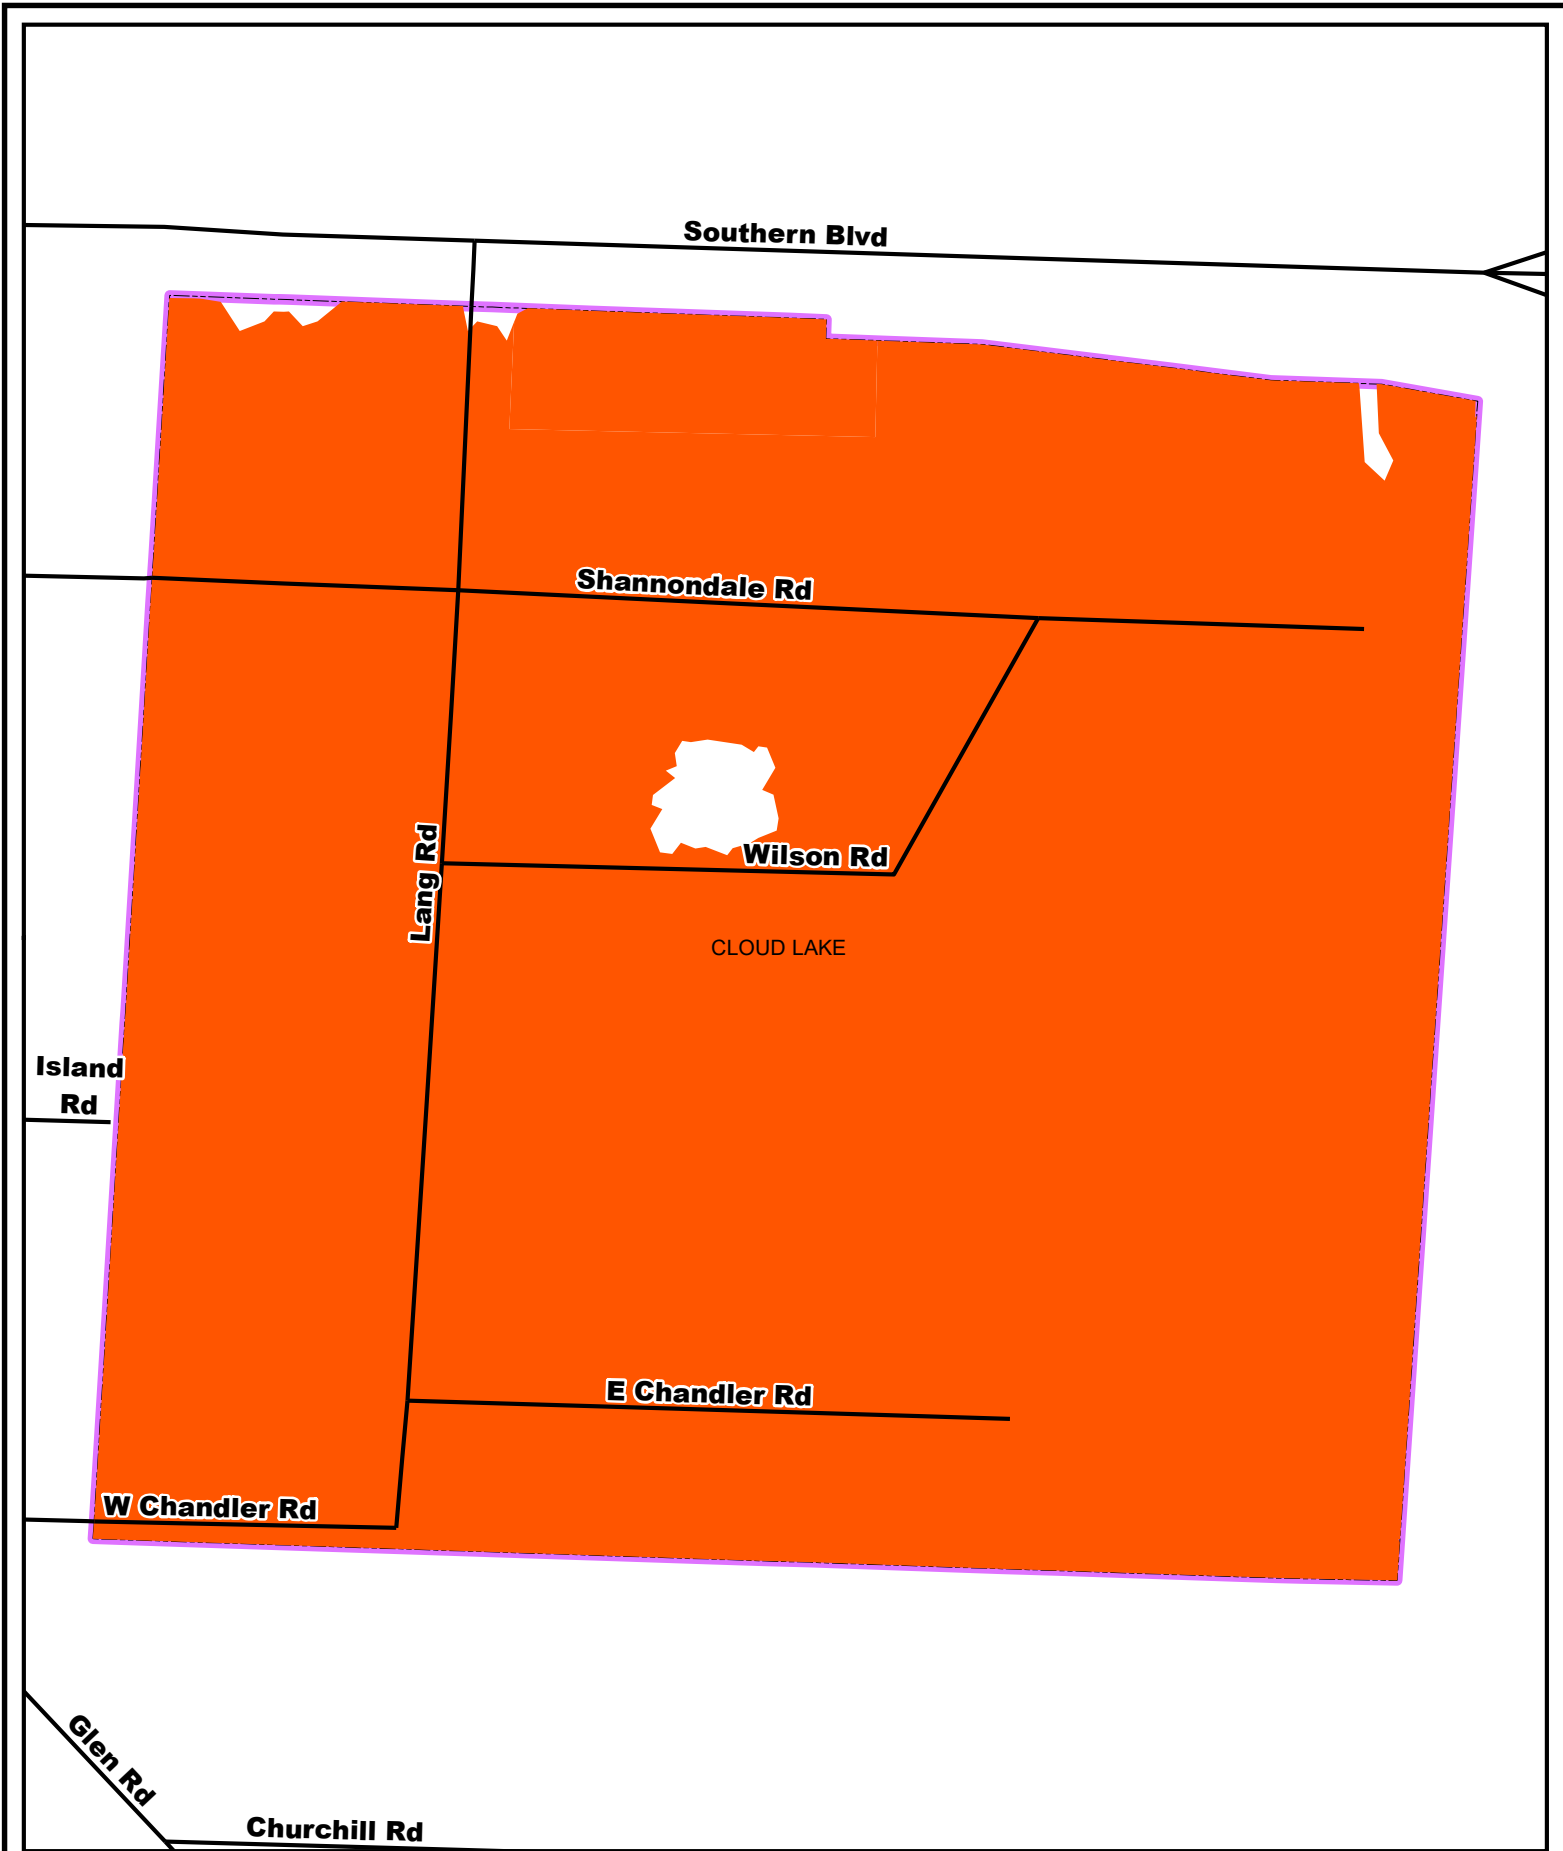 Southern Blvd
Shannondale Rd
Lang Rd
Wilson Rd
CLOUD LAKE
Island
Rd
E Chandler Rd
W Chandler Rd
Glen Rd
Churchill Rd